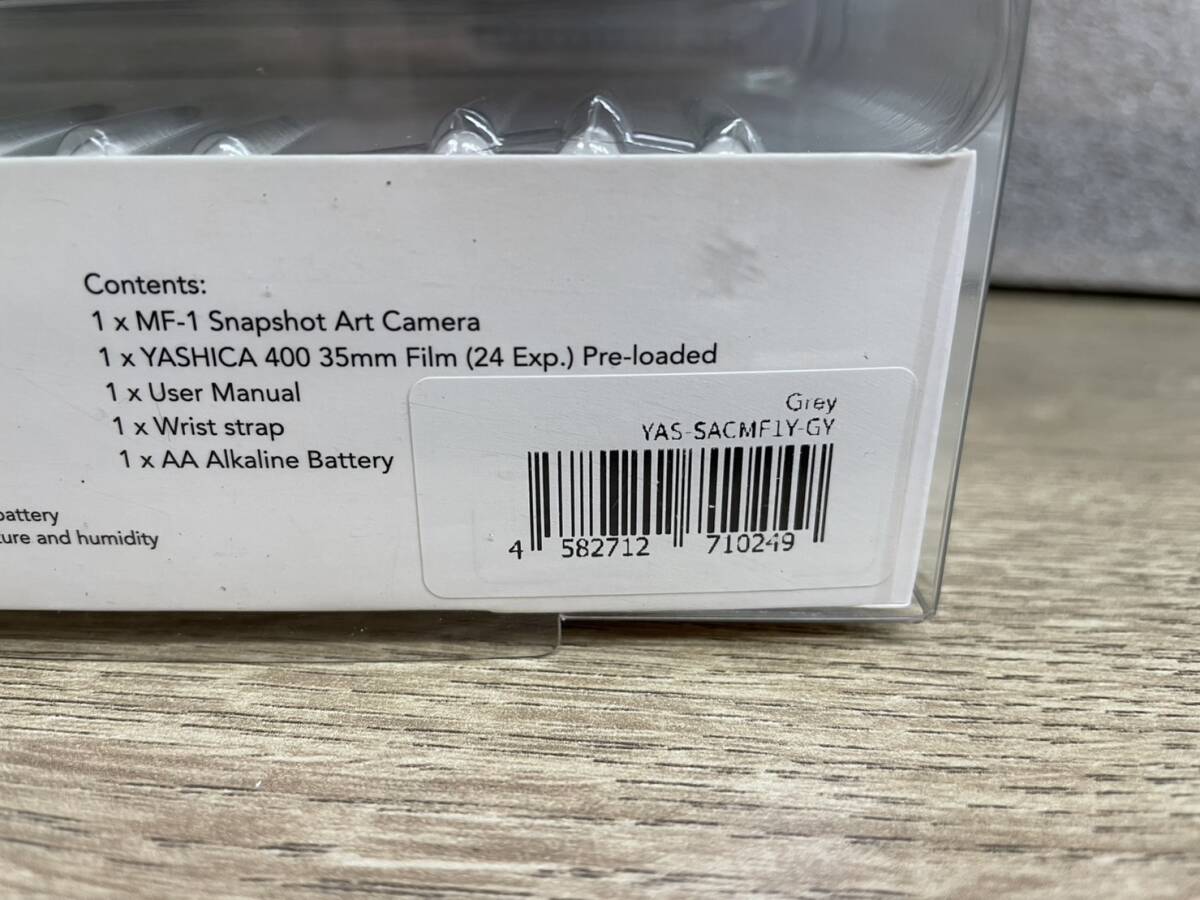 Contents:
1 x MF-1 Snapshot Art Camera
1 x YASHICA 400 35mm Film (24 Exp.) Pre-loaded
1 x User Manual
1 x Wrist strap
1 x AA Alkaline Battery
battery
ture and humidity
Grey
YAS-SACMF1Y-GY
4 582712 710249